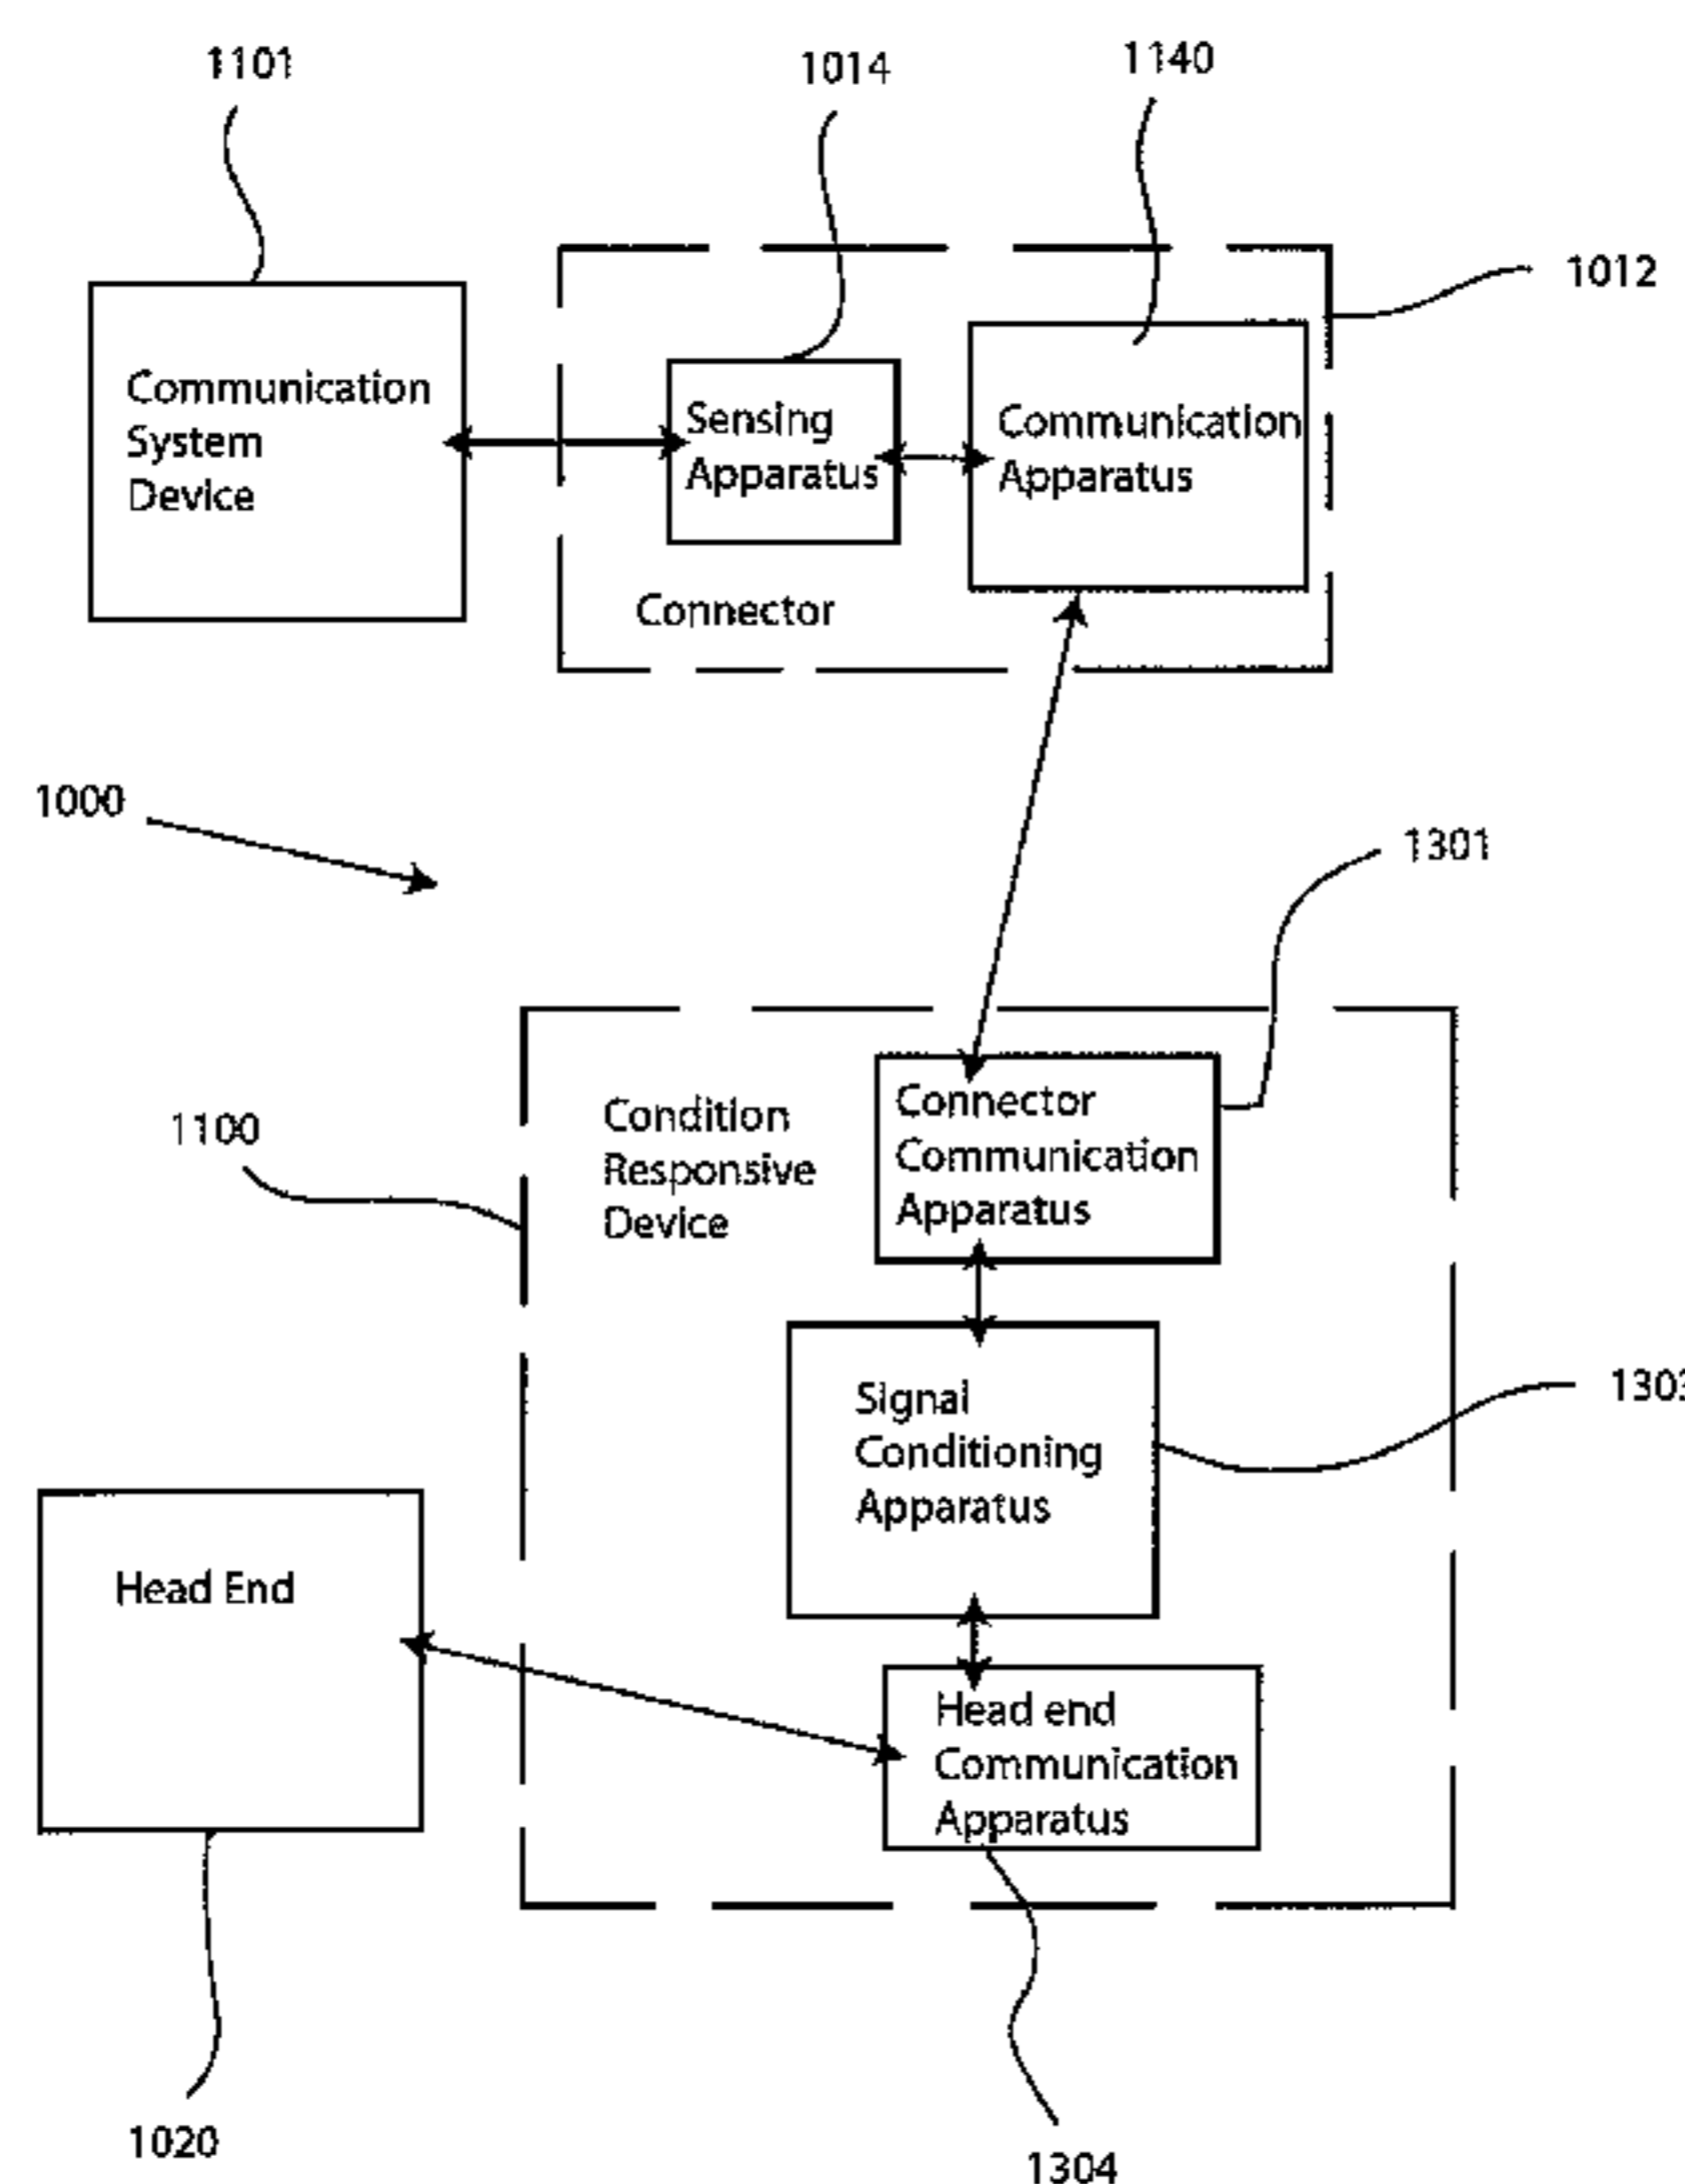 1101
1014
1140
1012
Communication
System
Device
Sensing
Apparatus
Communication
Apparatus
Connector
1000
1301
Connector
Communication
Apparatus
1100
Condition
Responsive
Device
1303
Signal
Conditioning
Apparatus
Head End
Head end
Communication
Apparatus
1020
1304